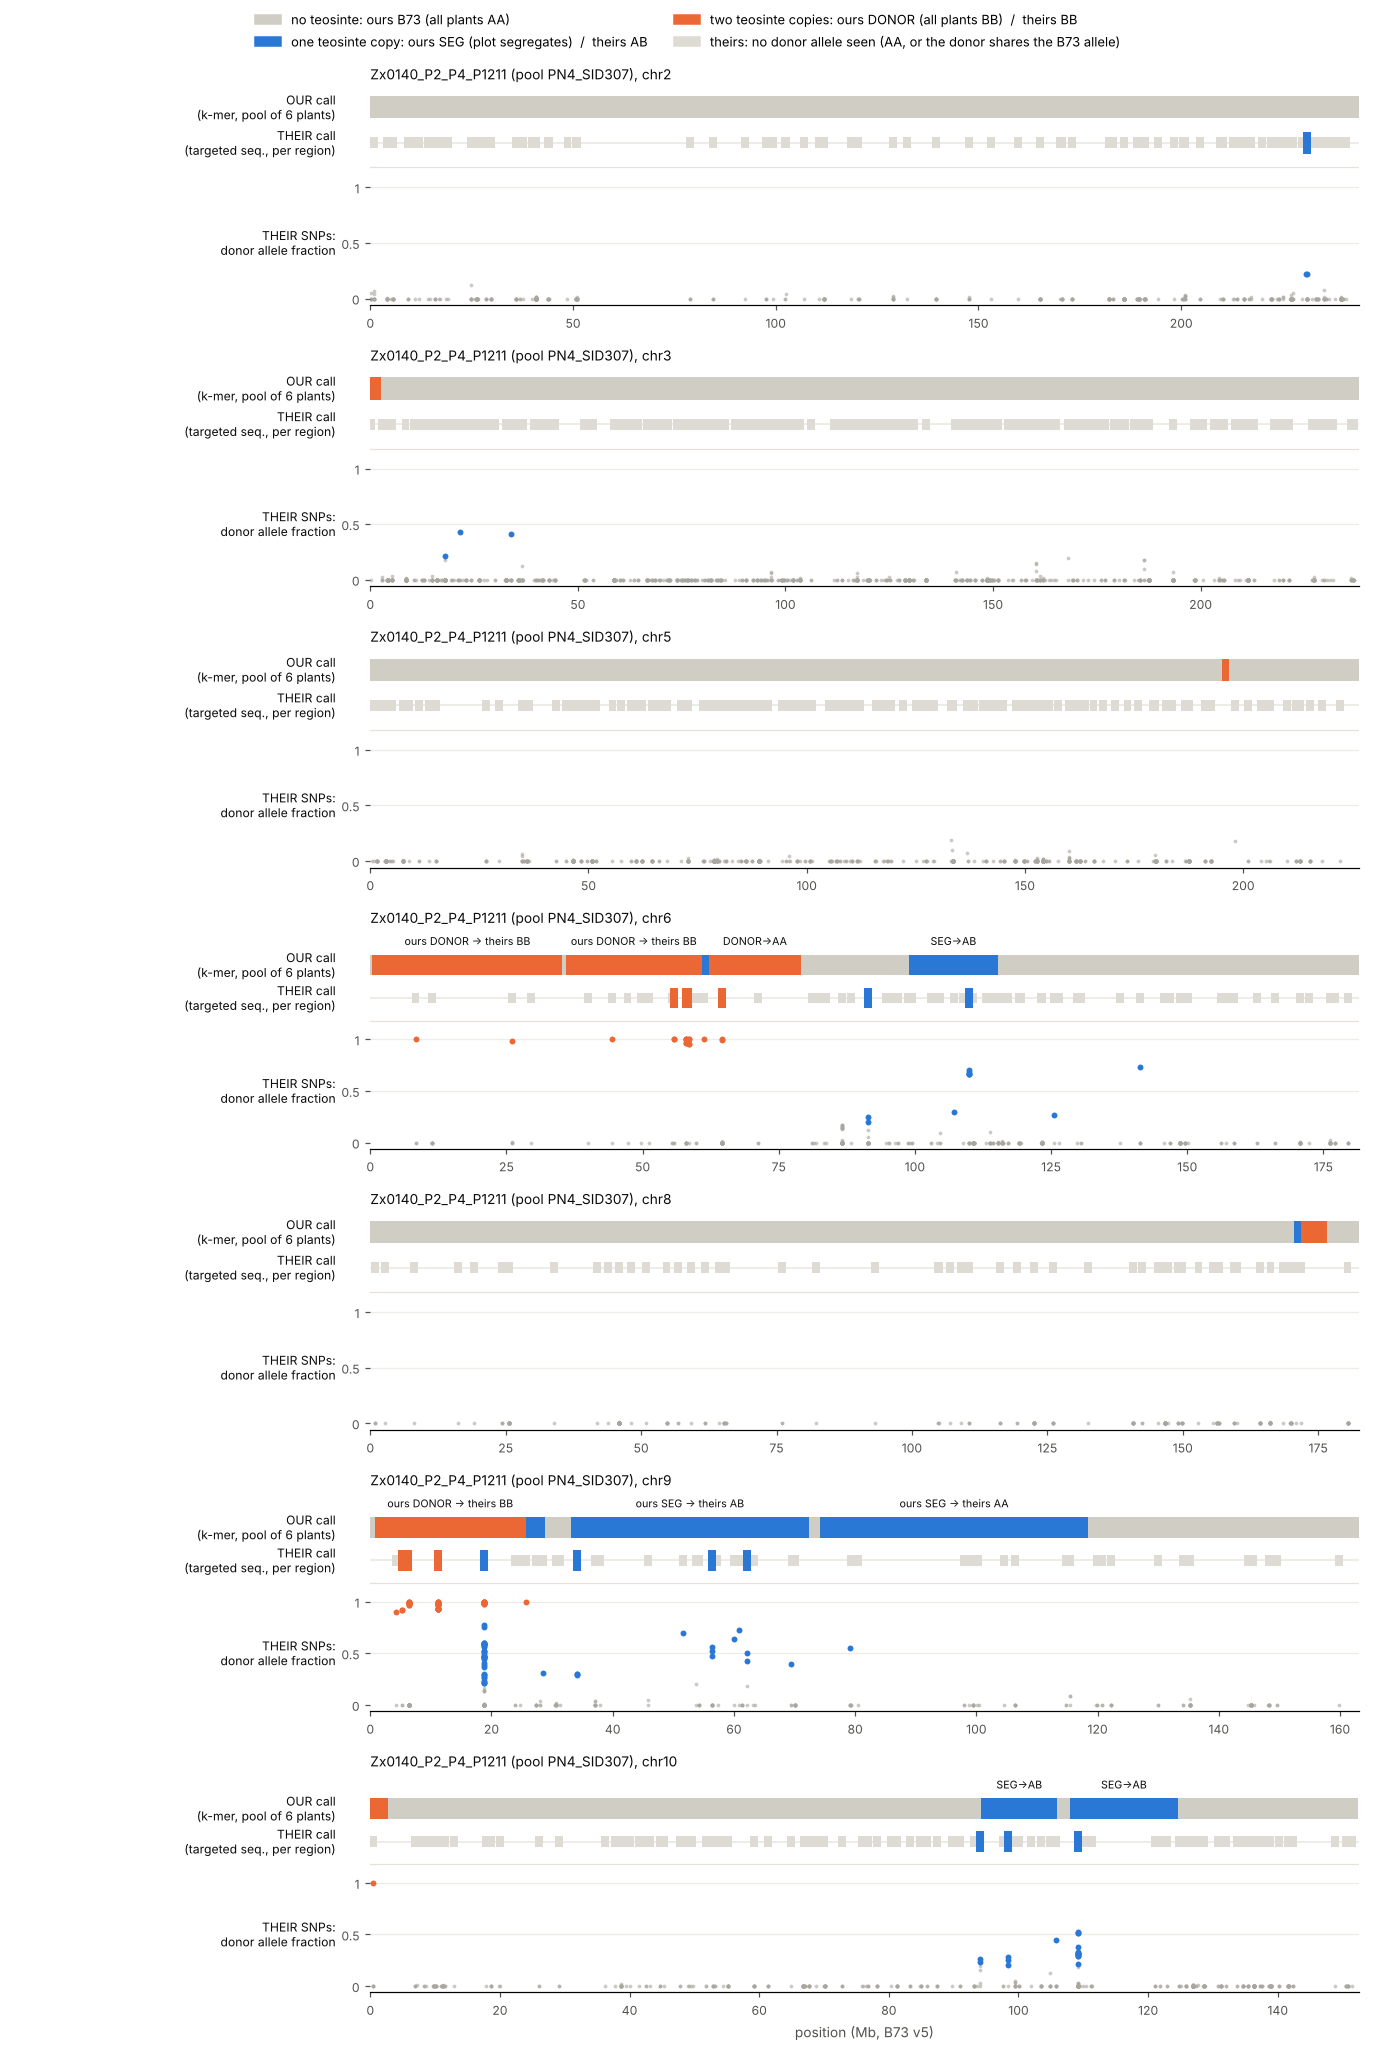 no teosinte: ours B73 (all plants AA)
two teosinte copies: ours DONOR (all plants BB) / theirs BB
one teosinte copy: ours SEG (plot segregates) / theirs AB
theirs: no donor allele seen (AA, or the donor shares the B73 allele)
Zx0140_P2_P4_P1211 (pool PN4_SID307), chr2
OUR call
(k-mer, pool of 6 plants)
THEIR call
(targeted seq., per region)
1
THEIR SNPs:
donor allele fraction
0.5
0
0 50 100 150 200
Zx0140_P2_P4_P1211 (pool PN4_SID307), chr3
OUR call
(k-mer, pool of 6 plants)
THEIR call
(targeted seq., per region)
1
THEIR SNPs:
donor allele fraction
0.5
0
0 50 100 150 200
Zx0140_P2_P4_P1211 (pool PN4_SID307), chr5
OUR call
(k-mer, pool of 6 plants)
THEIR call
(targeted seq., per region)
1
THEIR SNPs:
donor allele fraction
0.5
0
0 50 100 150 200
Zx0140_P2_P4_P1211 (pool PN4_SID307), chr6
ours DONOR → theirs BB ours DONOR → theirs BB DONOR→AA SEG→AB
OUR call
(k-mer, pool of 6 plants)
THEIR call
(targeted seq., per region)
1
THEIR SNPs:
donor allele fraction
0.5
0
0 25 50 75 100 125 150 175
Zx0140_P2_P4_P1211 (pool PN4_SID307), chr8
OUR call
(k-mer, pool of 6 plants)
THEIR call
(targeted seq., per region)
1
THEIR SNPs:
donor allele fraction
0.5
0
0 25 50 75 100 125 150 175
Zx0140_P2_P4_P1211 (pool PN4_SID307), chr9
ours DONOR → theirs BB ours SEG → theirs AB ours SEG → theirs AA
OUR call
(k-mer, pool of 6 plants)
THEIR call
(targeted seq., per region)
1
THEIR SNPs:
donor allele fraction
0.5
0
0 20 40 60 80 100 120 140 160
Zx0140_P2_P4_P1211 (pool PN4_SID307), chr10
SEG→AB SEG→AB
OUR call
(k-mer, pool of 6 plants)
THEIR call
(targeted seq., per region)
1
THEIR SNPs:
donor allele fraction
0.5
0
0 20 40 60 80 100 120 140
position (Mb, B73 v5)